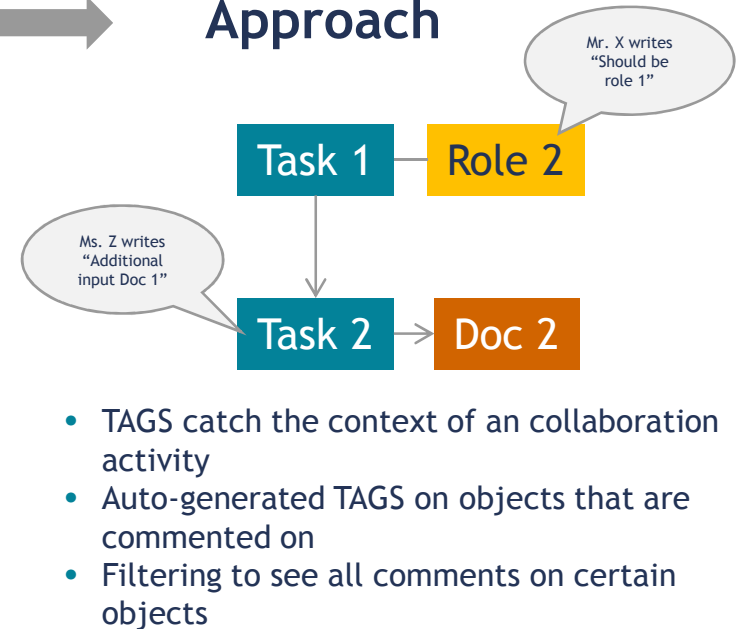 Approach
Mr. X writes
“Should be
role 1”
Task 1
Role 2
Ms. Z writes
“Additional
input Doc 1”
Task 2
Doc 2
• TAGS catch the context of an collaboration
activity
• Auto-generated TAGS on objects that are
commented on
• Filtering to see all comments on certain
objects